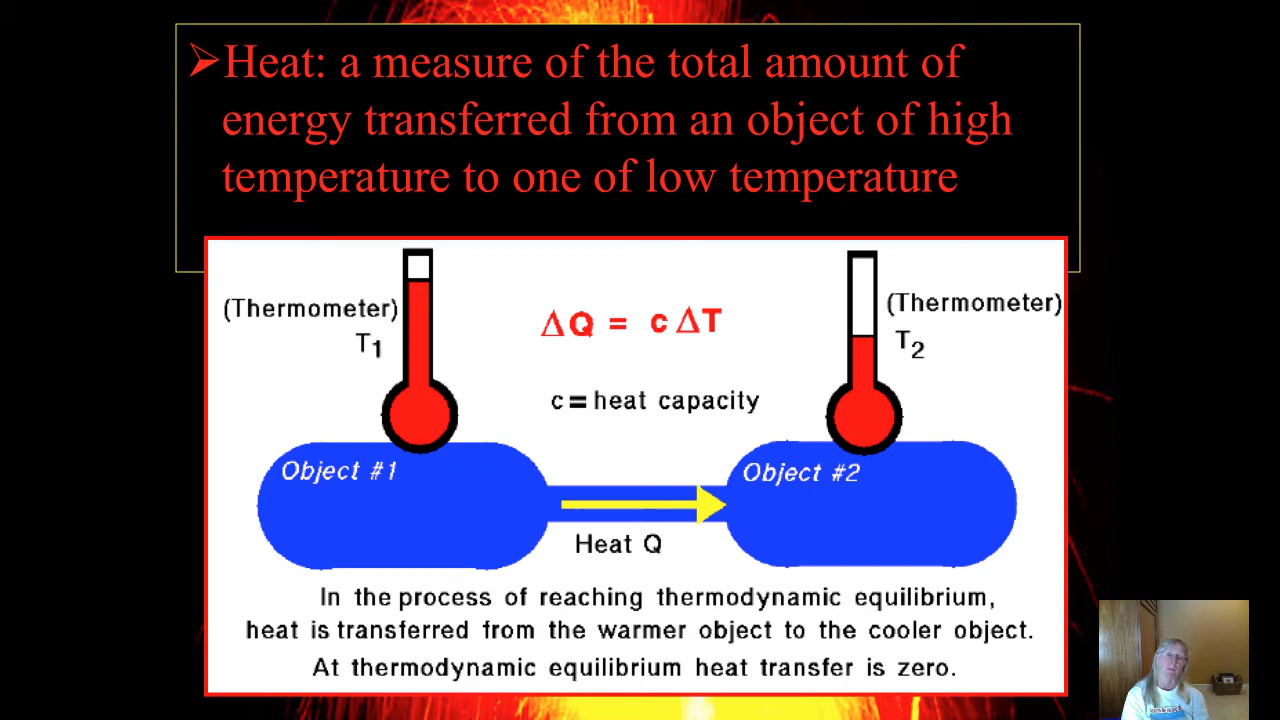 ➢Heat: a measure of the total amount of
energy transferred from an object of high
temperature to one of low temperature
(Thermometer)
T1
ΔQ = cΔT
(Thermometer)
T2
c = heat capacity
Object #1
Object #2
Heat Q
In the process of reaching thermodynamic equilibrium,
heat is transferred from the warmer object to the cooler object.
At thermodynamic equilibrium heat transfer is zero.